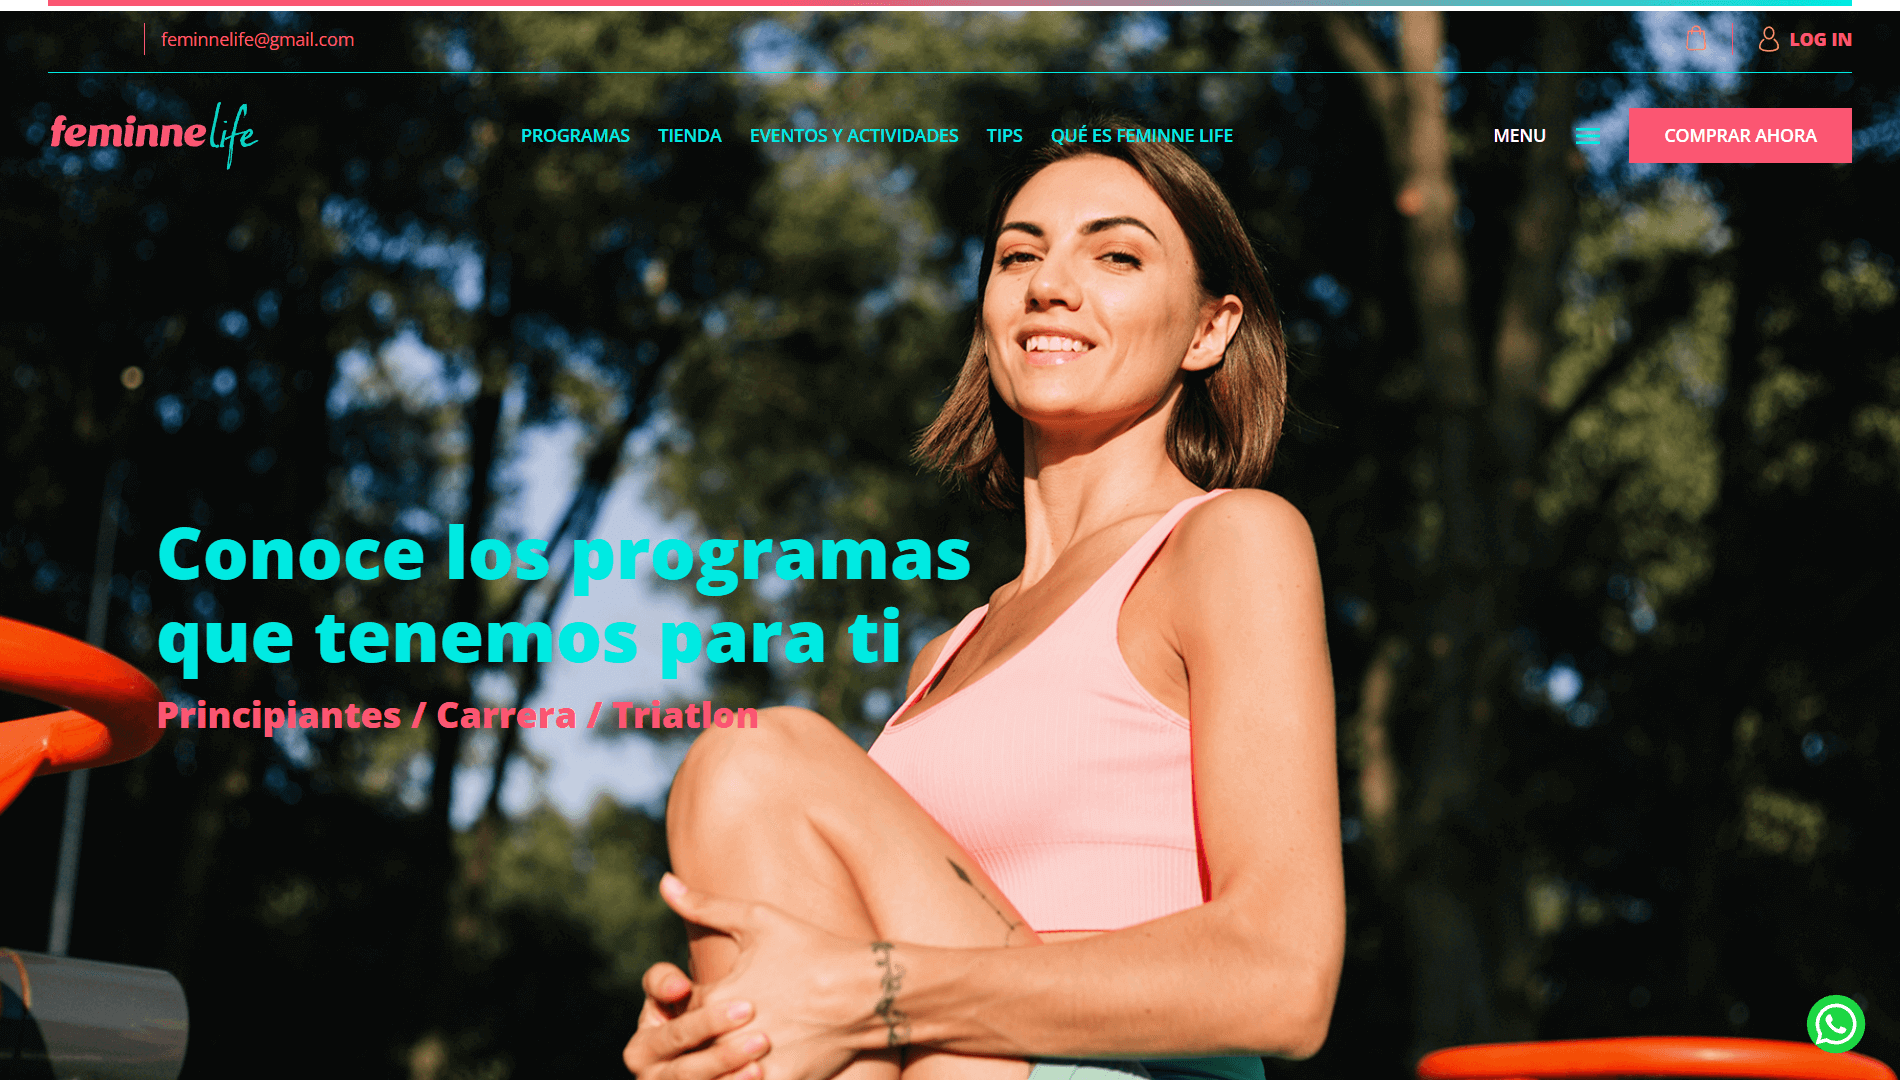 feminnelife@gmail.com
LOG IN
feminnelife
PROGRAMAS TIENDA EVENTOS Y ACTIVIDADES TIPS QUÉ ES FEMINNE LIFE
MENU
COMPRAR AHORA
Conoce los programas
que tenemos para ti
Principiantes / Carrera / Triatlon